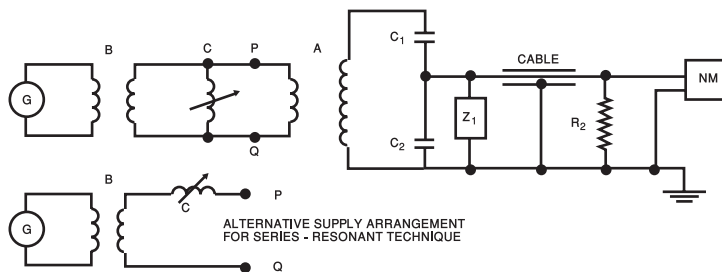 B
C
P
A
C1
CABLE
NM
G
Z1
R2
C2
Q
B
P
G
C
ALTERNATIVE SUPPLY ARRANGEMENT
FOR SERIES - RESONANT TECHNIQUE
Q